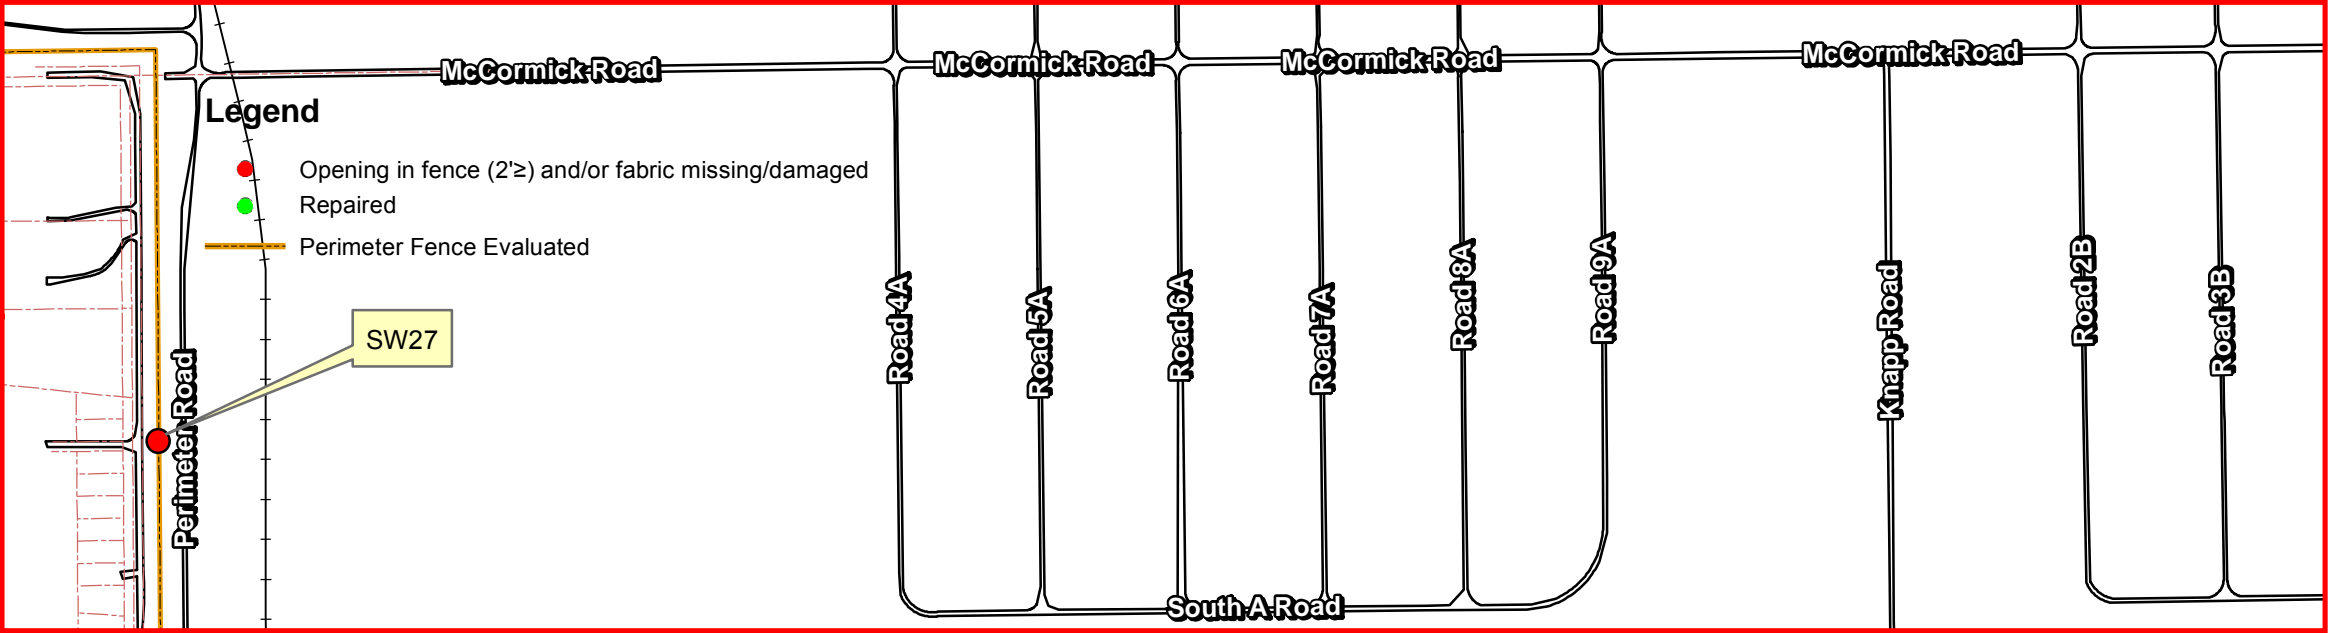 McCormick Road
McCormick Road
McCormick Road
McCormick Road
Legend
Opening in fence (2'≥) and/or fabric missing/damaged
Repaired
Perimeter Fence Evaluated
SW27
Perimeter Road
Road 4A
Road 5A
Road 6A
Road 7A
Road 8A
Road 9A
Knapp Road
Road 2B
Road 3B
South A Road